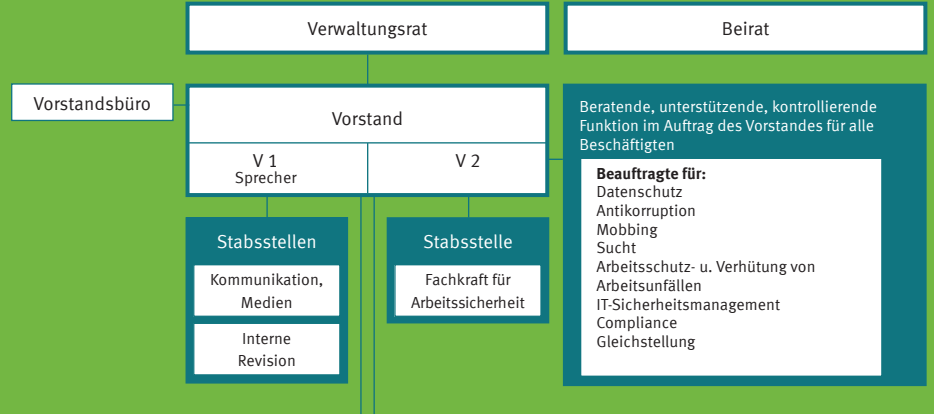 Verwaltungsrat
Beirat
Vorstandsbüro
Vorstand
V 1
Sprecher
V 2
Beratende, unterstützende, kontrollierende
Funktion im Auftrag des Vorstandes für alle
Beschäftigten
Beauftragte für:
Datenschutz
Antikorruption
Mobbing
Sucht
Arbeitsschutz- u. Verhütung von
Arbeitsunfällen
IT-Sicherheitsmanagement
Compliance
Gleichstellung
Stabsstellen
Kommunikation,
Medien
Interne
Revision
Stabsstelle
Fachkraft für
Arbeitssicherheit